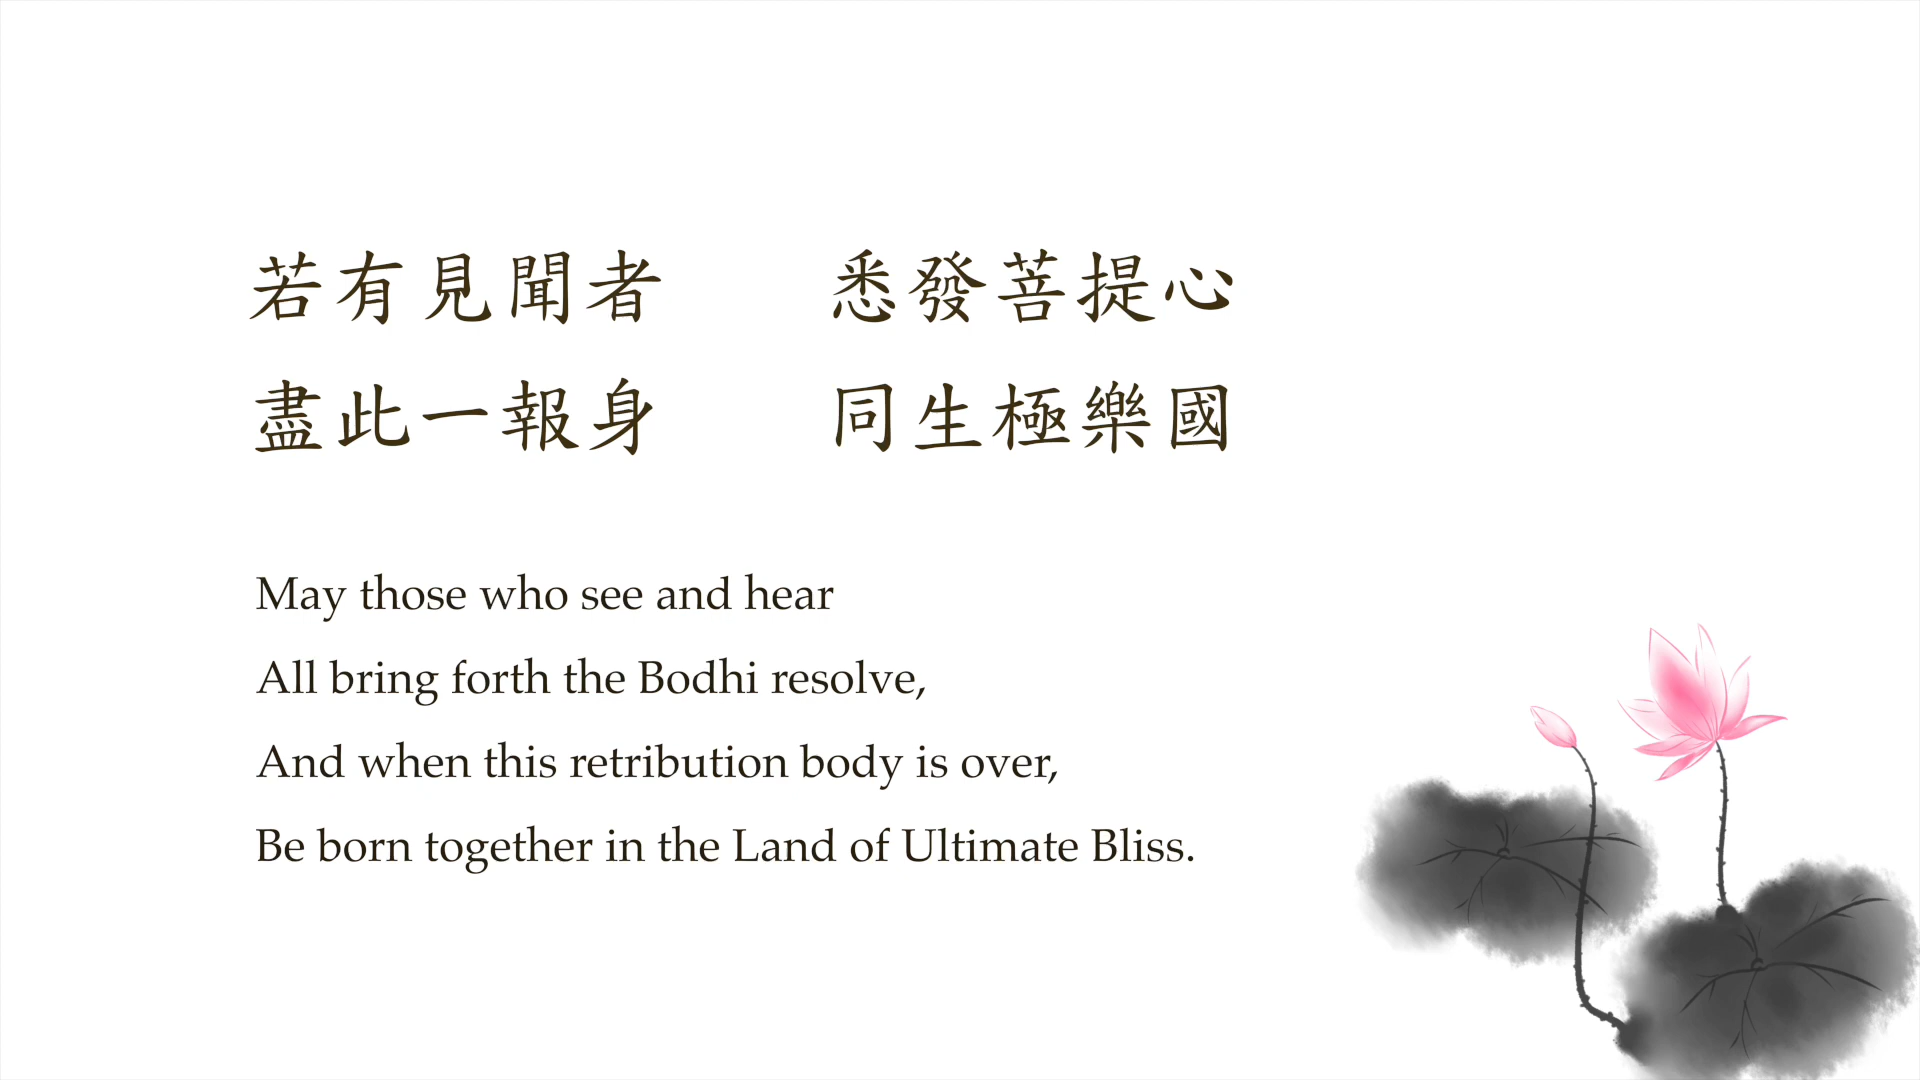 若有見聞者　　悉發菩提心
盡此一報身　　同生極樂國
May those who see and hear
All bring forth the Bodhi resolve,
And when this retribution body is over,
Be born together in the Land of Ultimate Bliss.